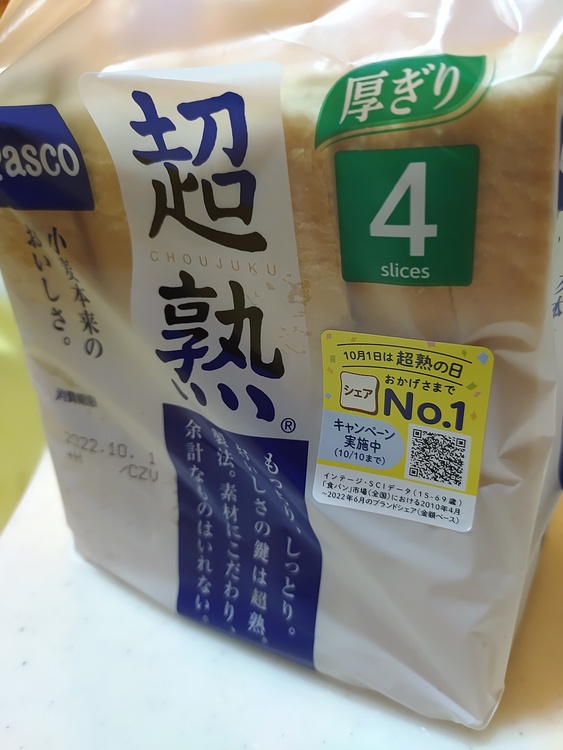 Pasco
超熟
CHOUJUKU
®
厚ぎり
4
slices
小麦本来の
おいしさ。
消費期限
2022.10. 1
/CZU
もっちり、しっとり。
おいしさの鍵は超熟
製法。素材にこだわり、
余計なものはいれない。
10月1日は超熟の日
おかげさまで
シェア
No.1
キャンペーン
実施中
(10/10まで)
インテージ・SCIデータ(15-69歳)
「食パン」市場(全国)における2010年4月
~2022年6月のブランドシェア(金額ベース)